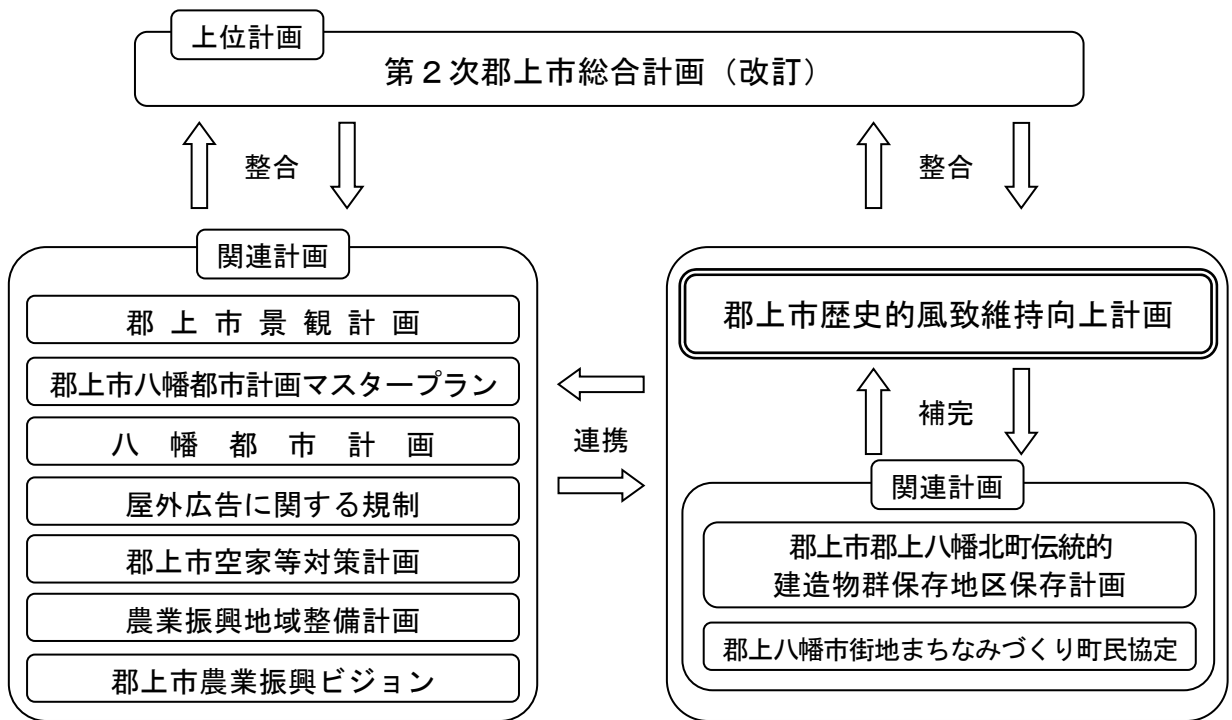 上位計画
第２次郡上市総合計画（改訂）
整合
整合
関連計画
郡上市景観計画
郡上市八幡都市計画マスタープラン
八幡都市計画
屋外広告に関する規制
郡上市空家等対策計画
農業振興地域整備計画
郡上市農業振興ビジョン
連携
郡上市歴史的風致維持向上計画
補完
関連計画
郡上市郡上八幡北町伝統的
建造物群保存地区保存計画
郡上八幡市街地まちなみづくり町民協定